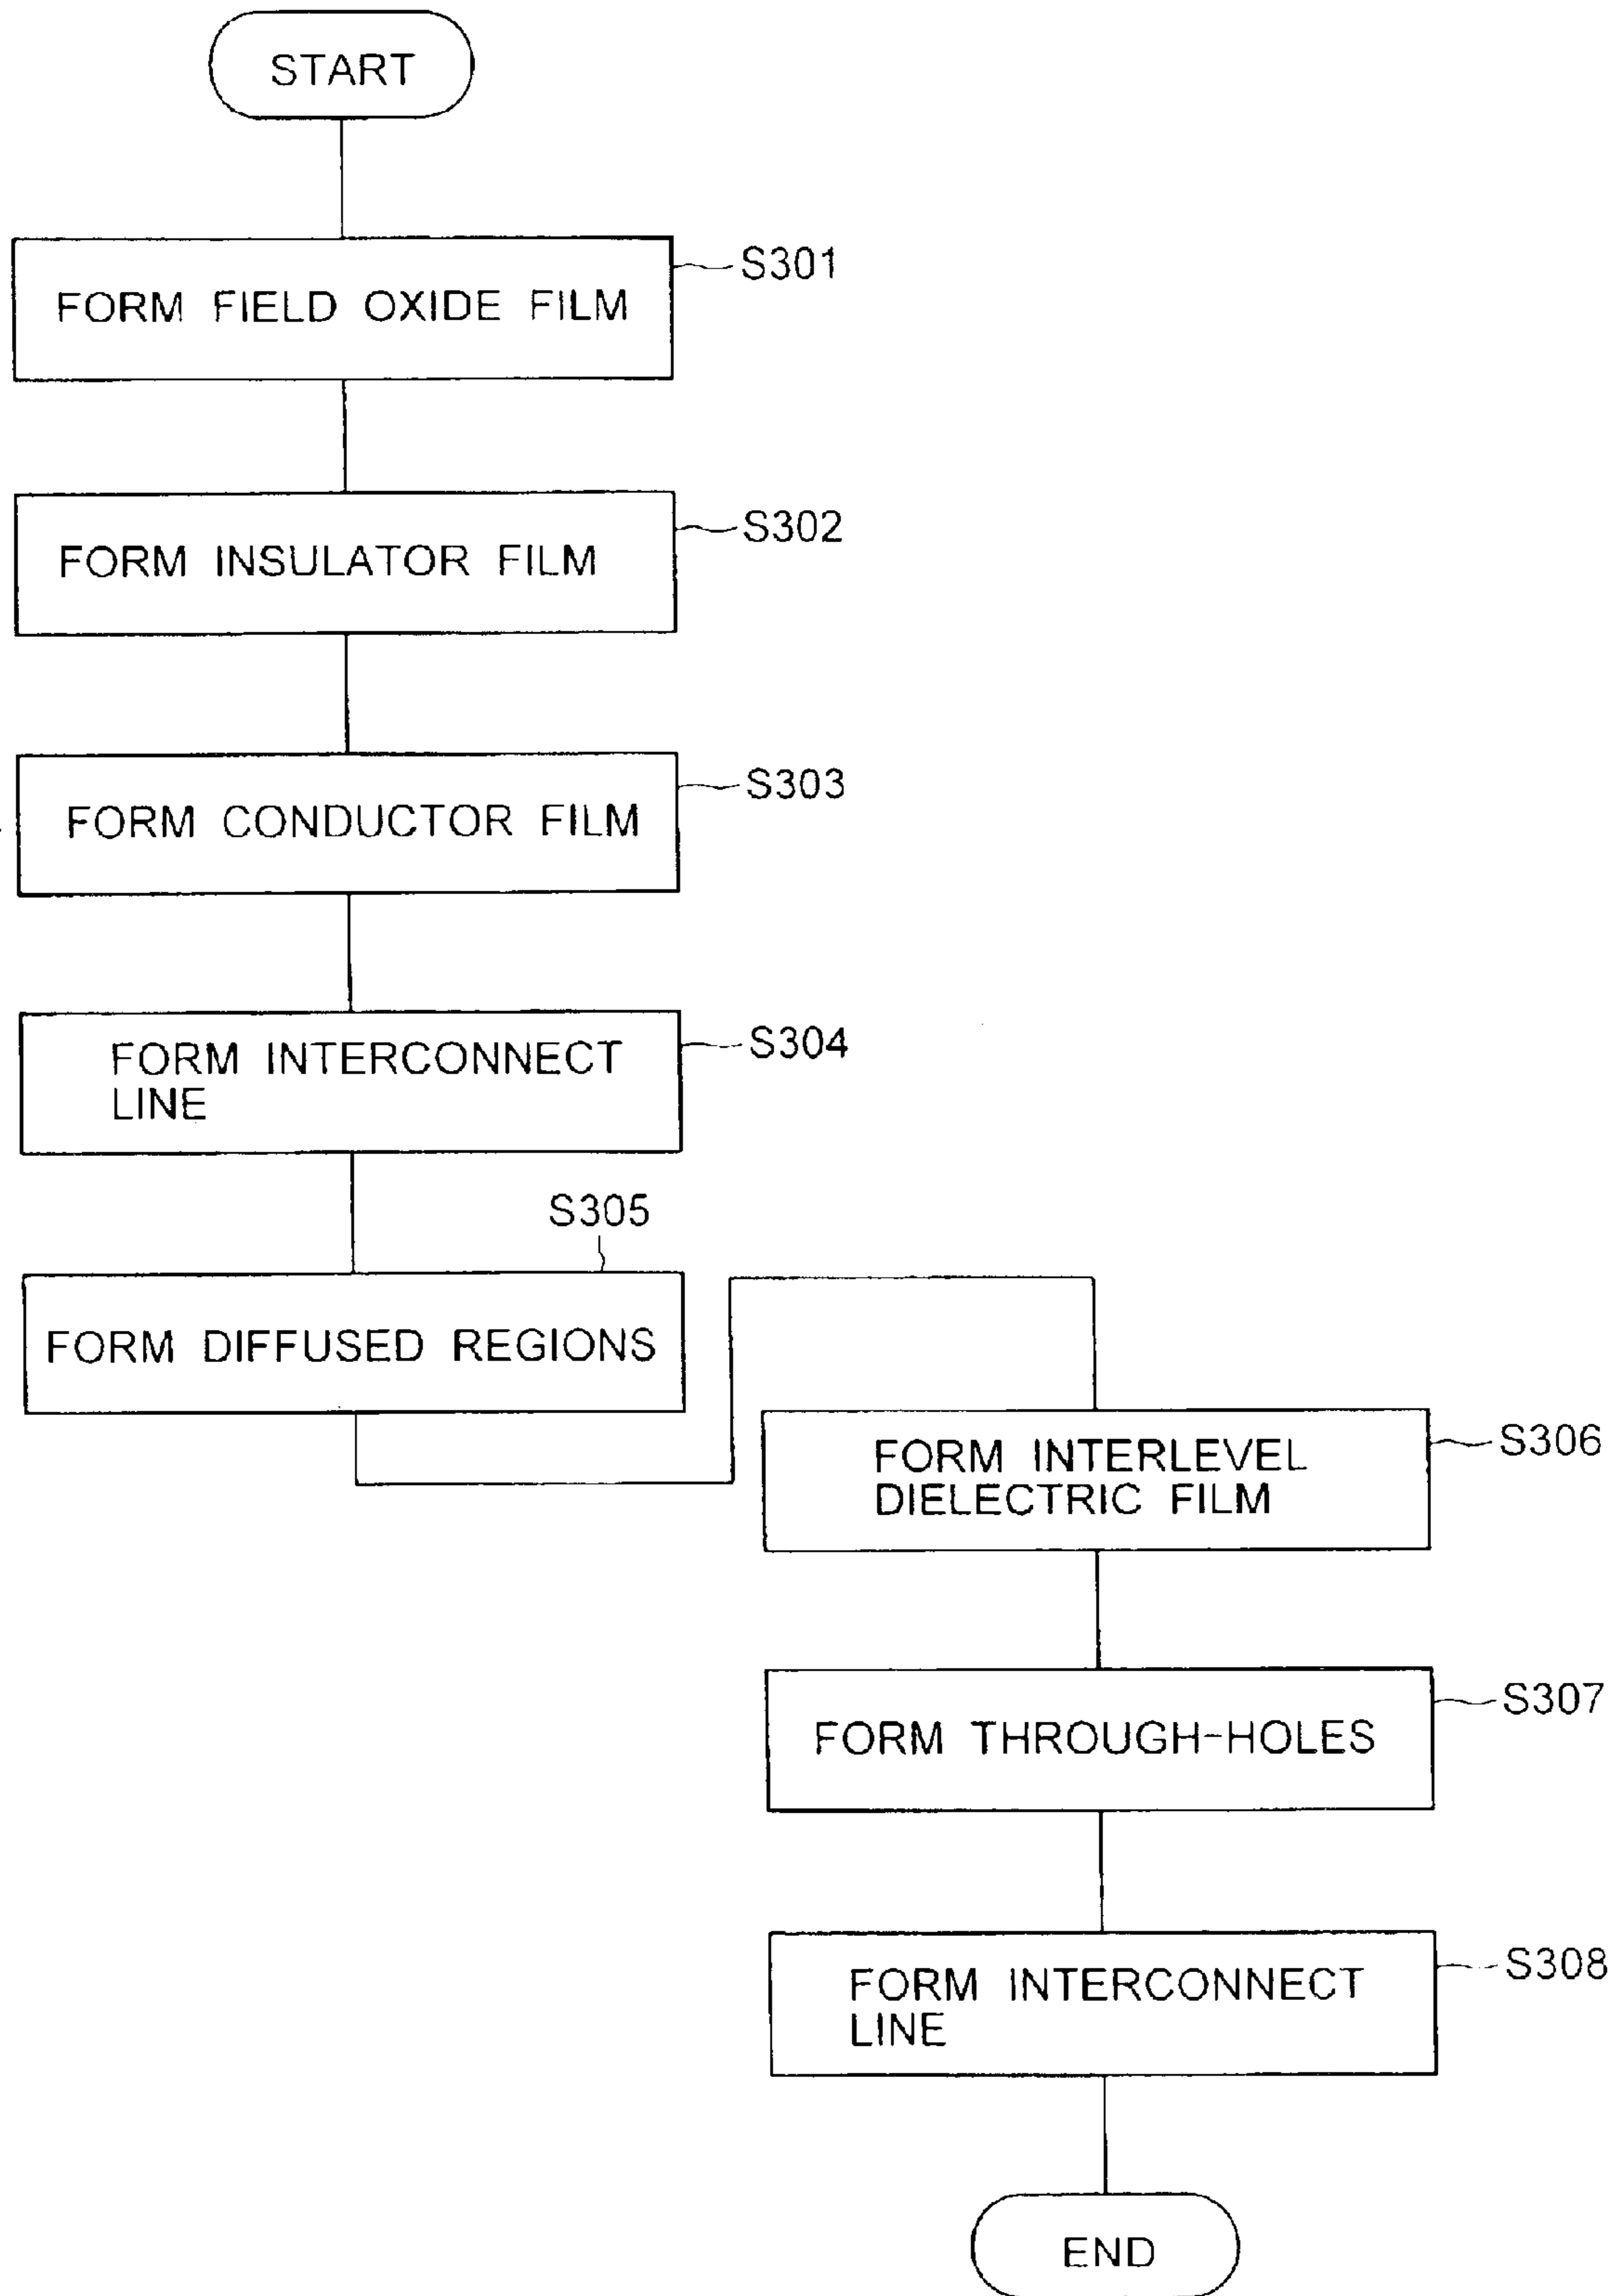 START
FORM FIELD OXIDE FILM
S301
FORM INSULATOR FILM
S302
FORM CONDUCTOR FILM
S303
FORM INTERCONNECT
LINE
S304
S305
FORM DIFFUSED REGIONS
FORM INTERLEVEL
DIELECTRIC FILM
S306
FORM THROUGH-HOLES
S307
FORM INTERCONNECT
LINE
S308
END